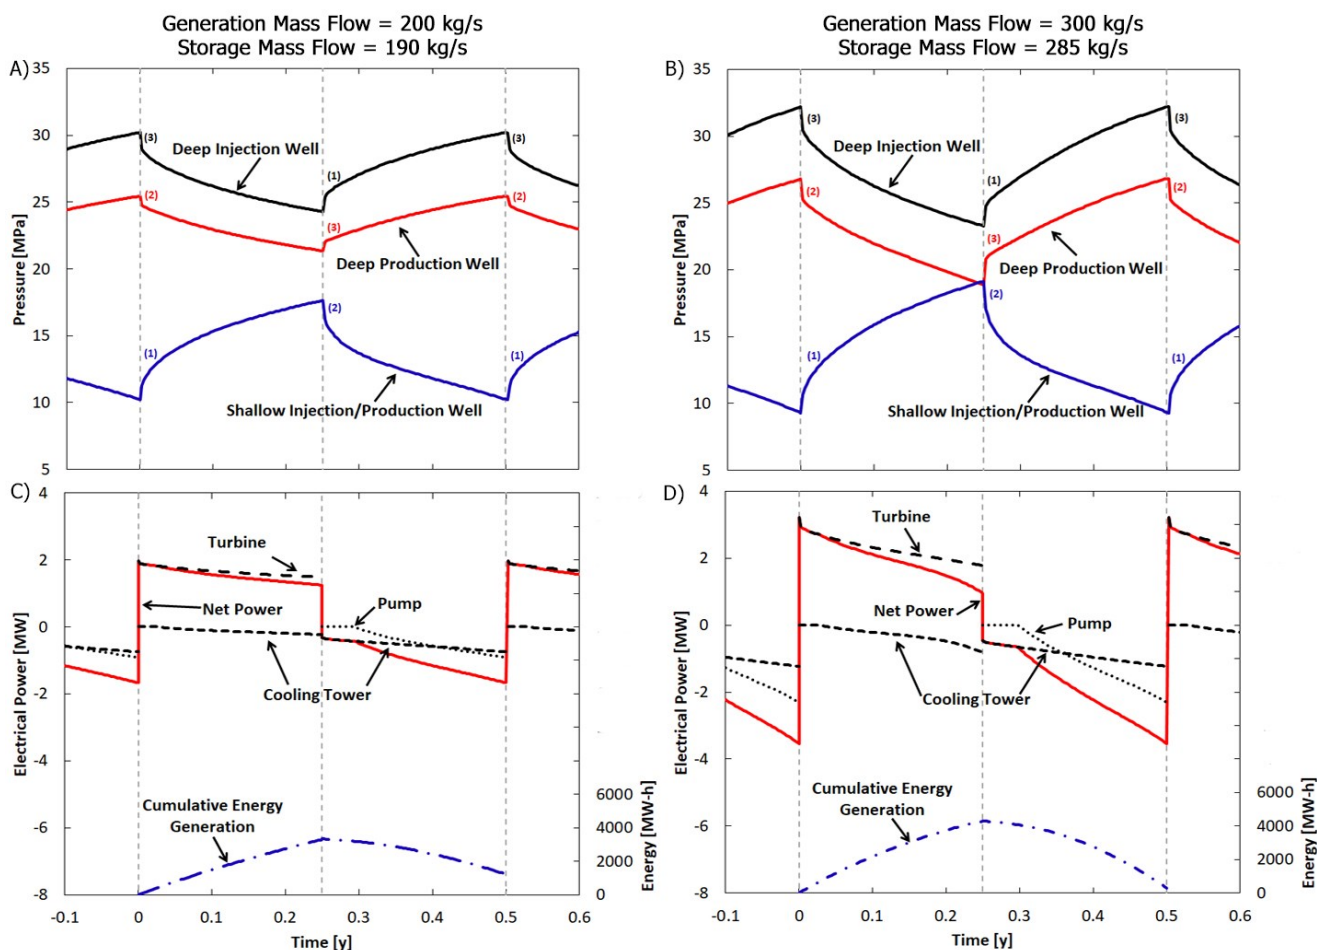 Generation Mass Flow = 200 kg/s
Storage Mass Flow = 190 kg/s
Generation Mass Flow = 300 kg/s
Storage Mass Flow = 285 kg/s
A)
35
30
25
20
15
10
5
Pressure [MPa]
(3)
Deep Injection Well
(1)
(3)
(2)
(3)
(2)
Deep Production Well
(1)
(2)
(1)
Shallow Injection/Production Well
B)
35
30
25
20
15
10
5
Pressure [MPa]
(3)
Deep Injection Well
(1)
(3)
(2)
(3)
(2)
Deep Production Well
(1)
(2)
(1)
Shallow Injection/Production Well
C)
4
2
0
-2
-4
-6
-8
Electrical Power [MW]
Turbine
Net Power
Pump
Cooling Tower
Cumulative Energy
Generation
6000
4000
2000
0
Energy [MW-h]
-0.1
0
0.1
0.2
0.3
0.4
0.5
0.6
Time [y]
D)
4
2
0
-2
-4
-6
-8
Electrical Power [MW]
Turbine
Net Power
Pump
Cooling Tower
Cumulative Energy
Generation
6000
4000
2000
0
Energy [MW-h]
-0.1
0
0.1
0.2
0.3
0.4
0.5
0.6
Time [y]